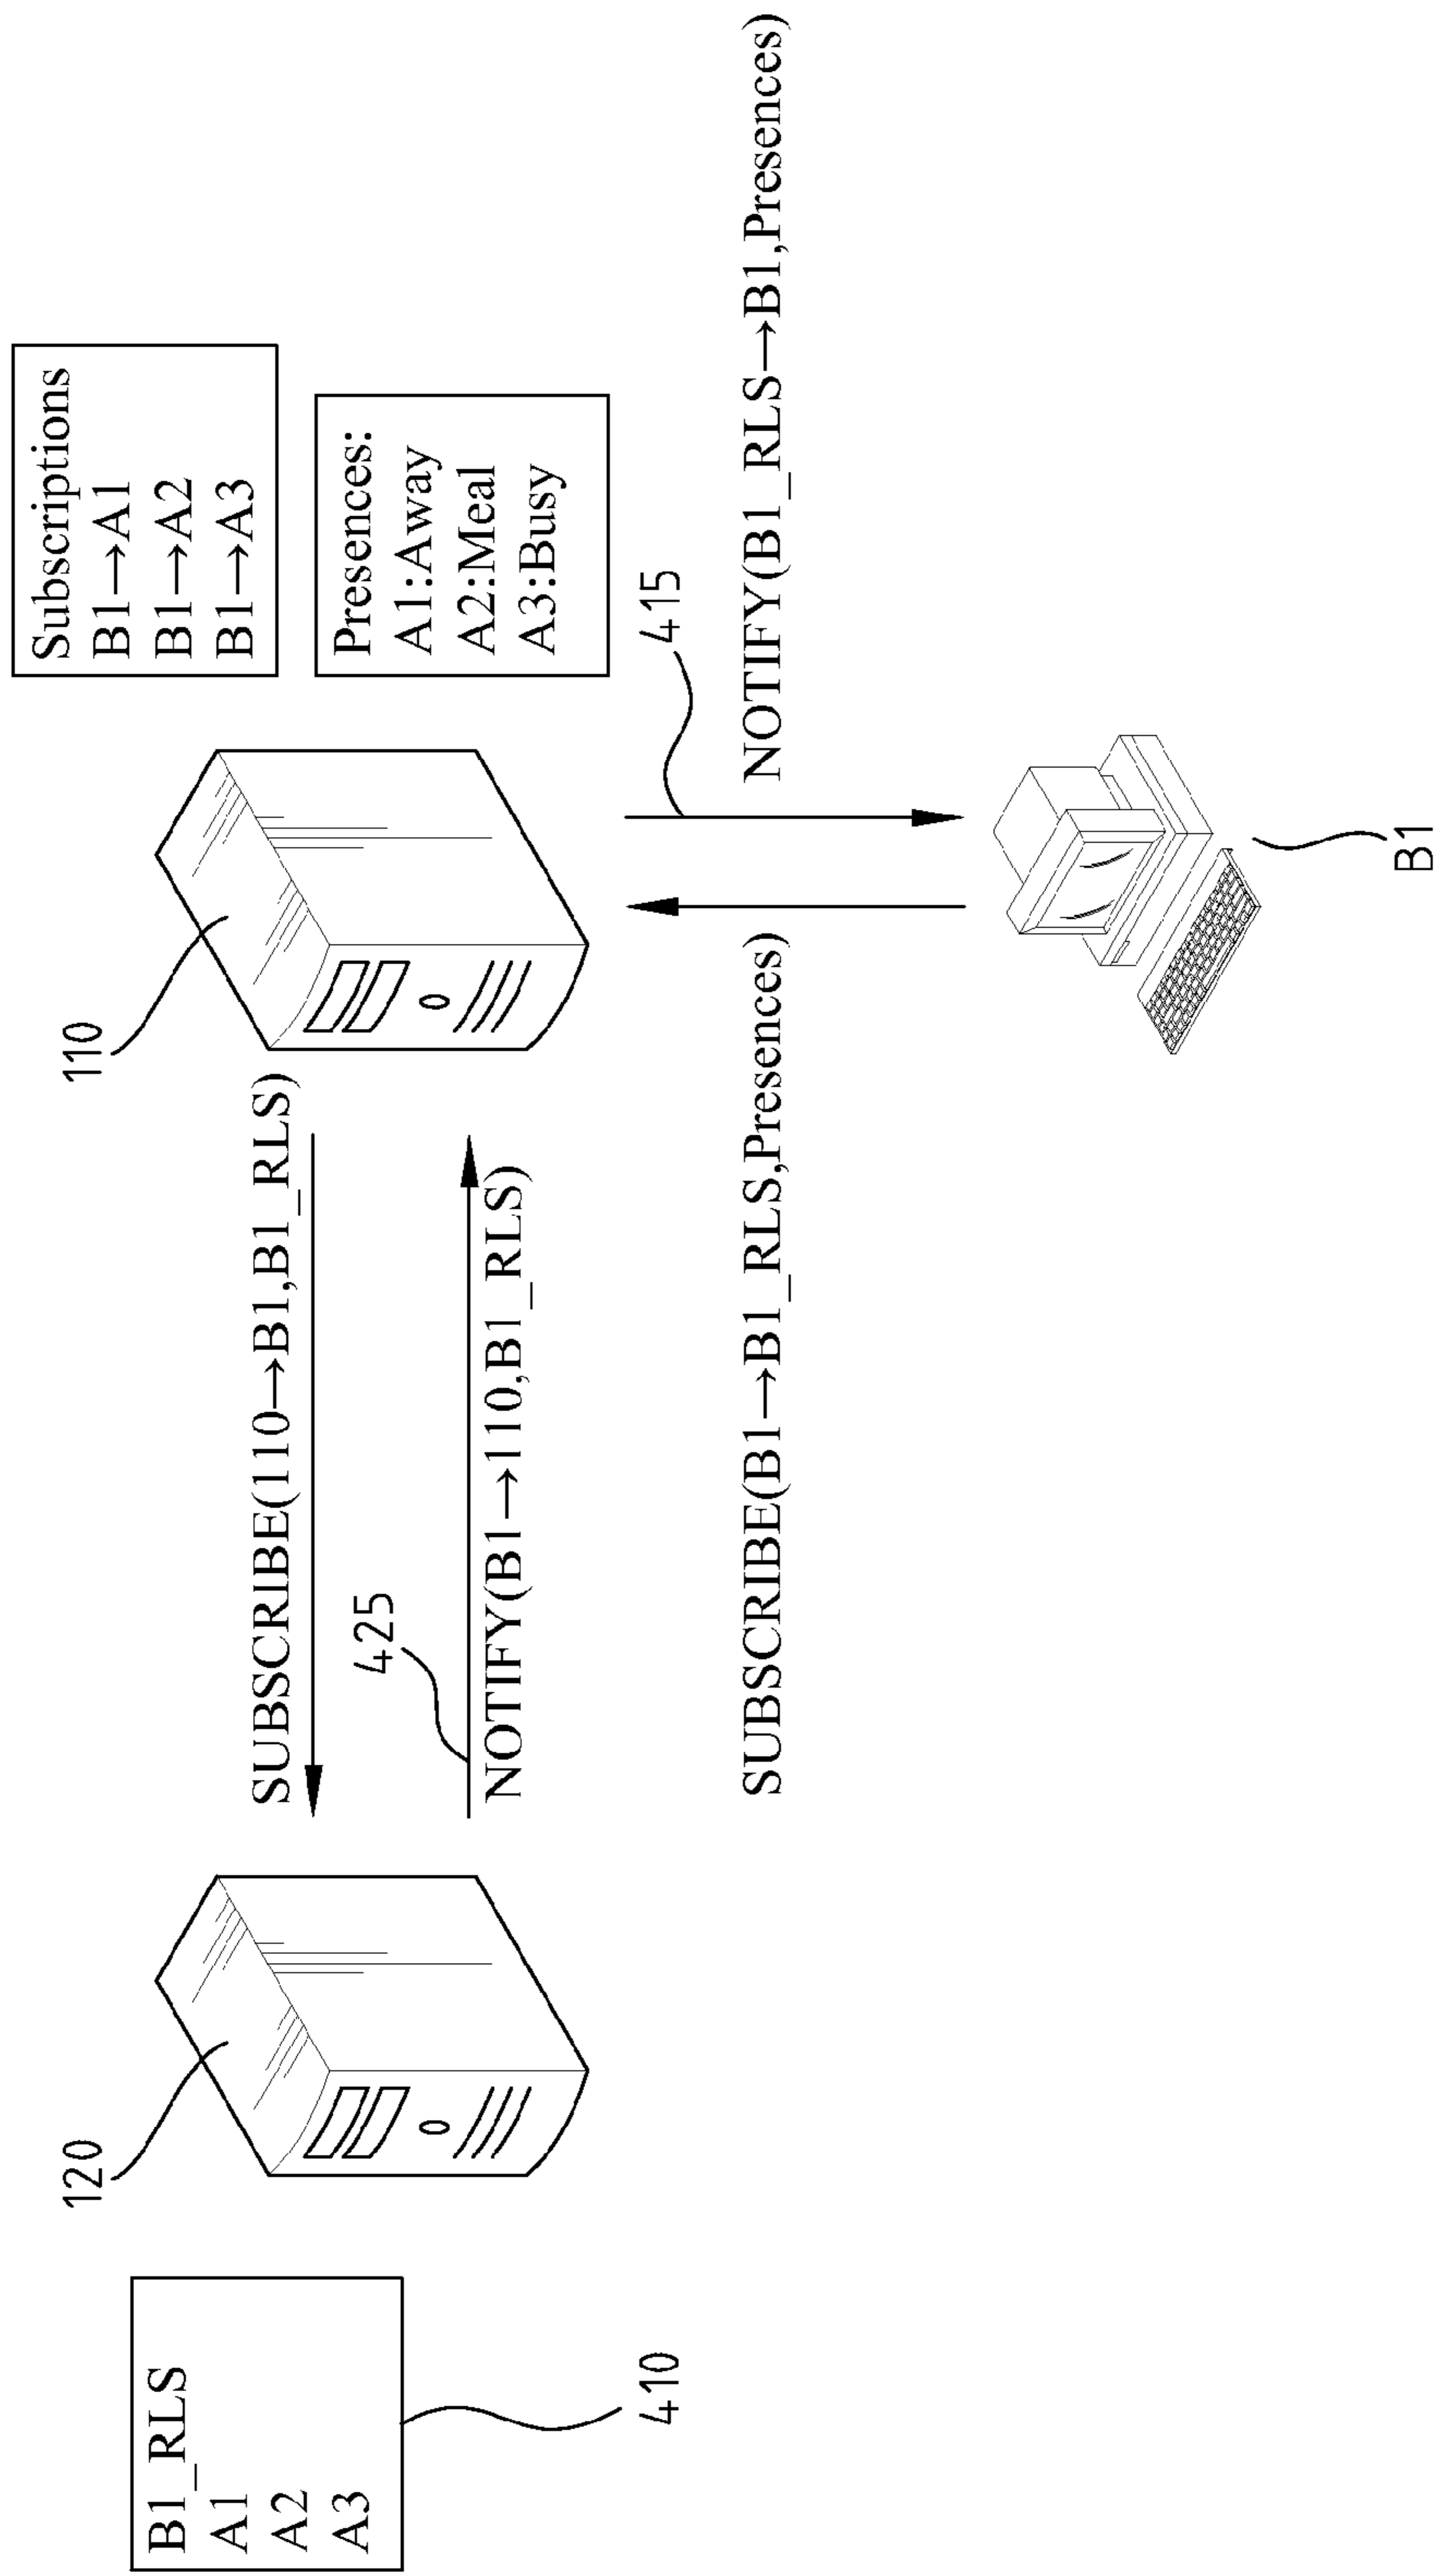 B1_RLS
A1
A2
A3
410
120
SUBSCRIBE(110→B1,B1_RLS)
425
NOTIFY(B1→110,B1_RLS)
110
Subscriptions
B1→A1
B1→A2
B1→A3
Presences:
A1:Away
A2:Meal
A3:Busy
415
SUBSCRIBE(B1→B1_RLS,Presences)
NOTIFY(B1_RLS→B1,Presences)
B1